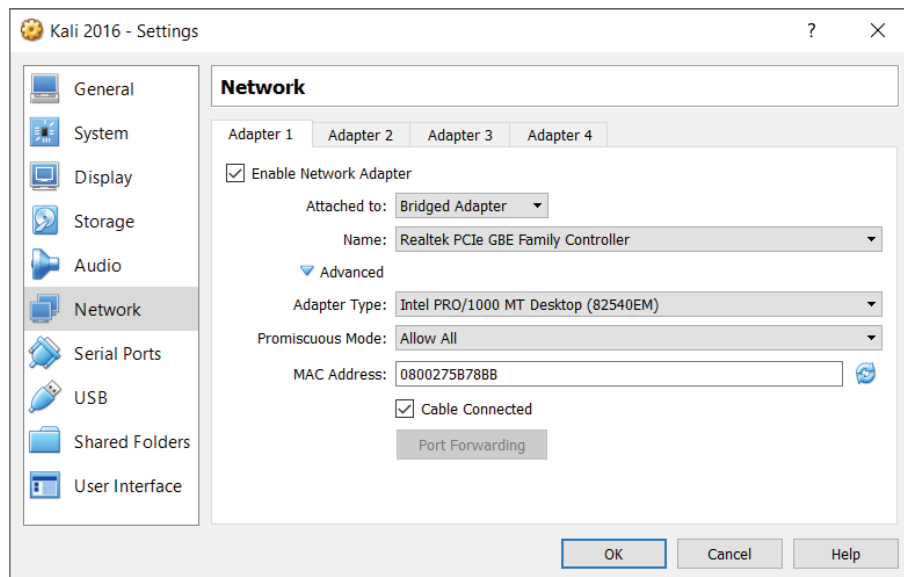 Kali 2016 - Settings
?
General
System
Display
Storage
Audio
Network
Serial Ports
USB
Shared Folders
User Interface
Network
Adapter 1 Adapter 2 Adapter 3 Adapter 4
Enable Network Adapter
Attached to: Bridged Adapter
Name: Realtek PCIe GBE Family Controller
Advanced
Adapter Type: Intel PRO/1000 MT Desktop (82540EM)
Promiscuous Mode: Allow All
MAC Address: 0800275B78BB
Cable Connected
Port Forwarding
OK Cancel Help